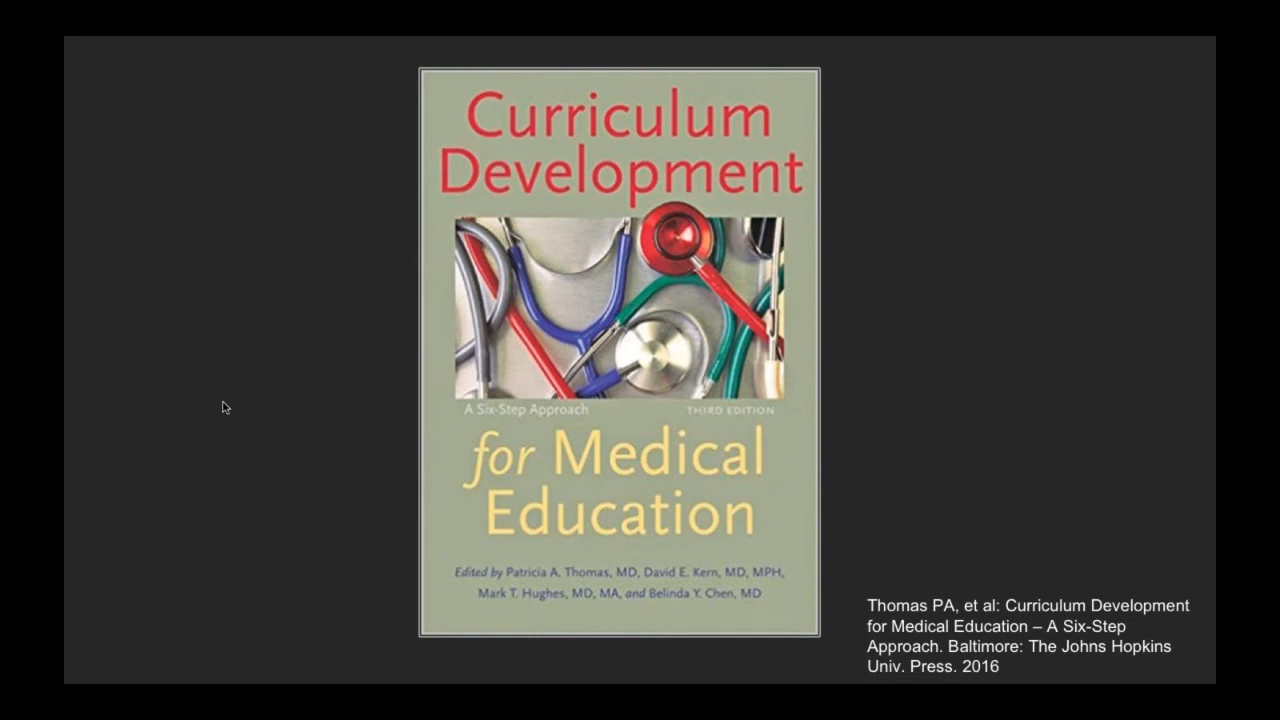 Curriculum
Development
A Six-Step Approach
THIRD EDITION
for Medical
Education
Edited by Patricia A. Thomas, MD, David E. Kern, MD, MPH,
Mark T. Hughes, MD, MA, and Belinda Y. Chen, MD
Thomas PA, et al: Curriculum Development
for Medical Education – A Six-Step
Approach. Baltimore: The Johns Hopkins
Univ. Press. 2016